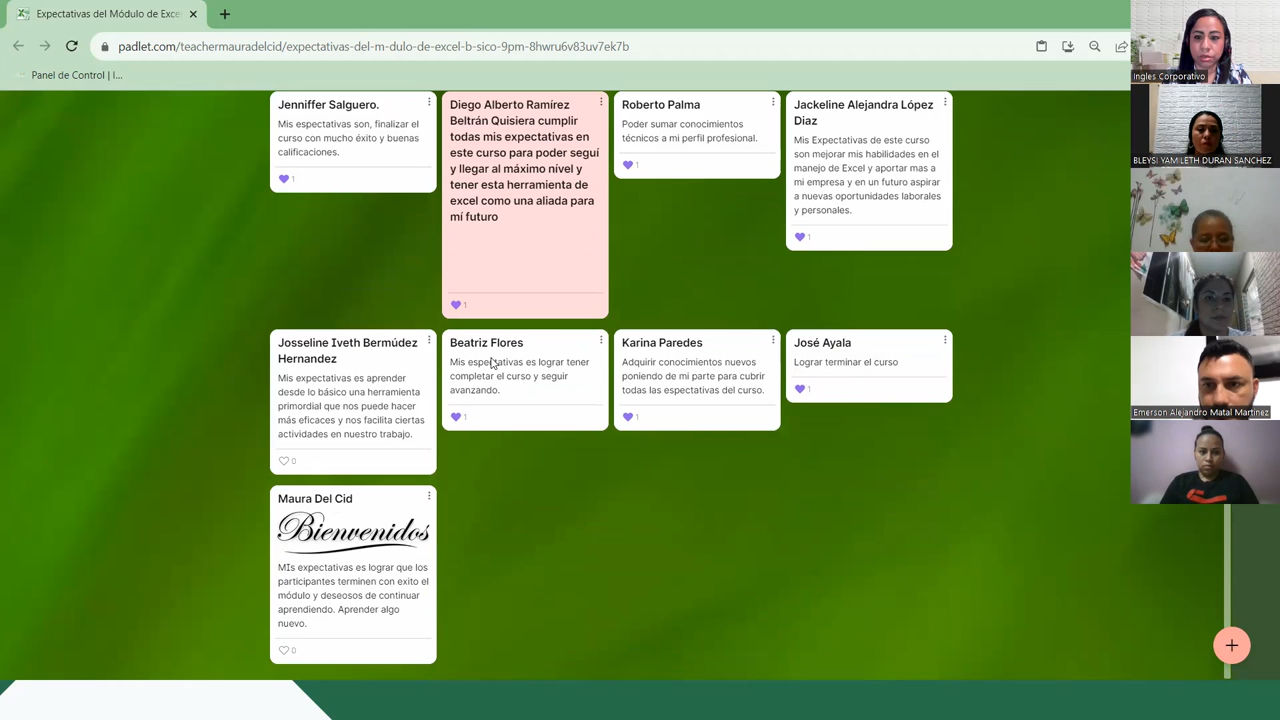 Expectativas del Módulo de Exce
padlet.com/teachermauradelcid/expectativas-del-m-dulo-de-excel-b-sico-9pm-8hwru6v83uv7ek7b
Panel de Control | I...
Jenniffer Salguero.
Mis expectativas son, finalizar el
curso con mucho éxito y buenas
calificaciones.
1
Beltrán Quisiera cumplir
todas mis expectativas en
este curso para poder seguí
y llegar al máximo nivel y
tener esta herramienta de
excel como una aliada para
mí futuro
1
Roberto Palma
Poder sumar conocimientos
técnicos a mi perfil profesional.
1
Jackeline Alejandra López
Díaz
Mis Expectativas de este curso
son mejorar mis habilidades en el
manejo de Excel y aportar mas a
mi empresa y en un futuro aspirar
a nuevas oportunidades laborales
y personales.
1
Josseline Iveth Bermúdez
Hernandez
Mis expectativas es aprender
desde lo básico una herramienta
primordial que nos puede hacer
más eficaces y nos facilita ciertas
actividades en nuestro trabajo.
0
Beatriz Flores
Mis espectativas es lograr tener
completar el curso y seguir
avanzando.
1
Karina Paredes
Adquirir conocimientos nuevos
poniendo de mi parte para cubrir
todas las espectativas del curso.
1
José Ayala
Lograr terminar el curso
1
Maura Del Cid
Bienvenidos
MIs expectativas es lograr que los
participantes terminen con exito el
módulo y deseosos de continuar
aprendiendo. Aprender algo
nuevo.
0
Ingles Corporativo
BLEYSI YAMILETH DURAN SANCHEZ
Emerson Alejandro Matal Martinez